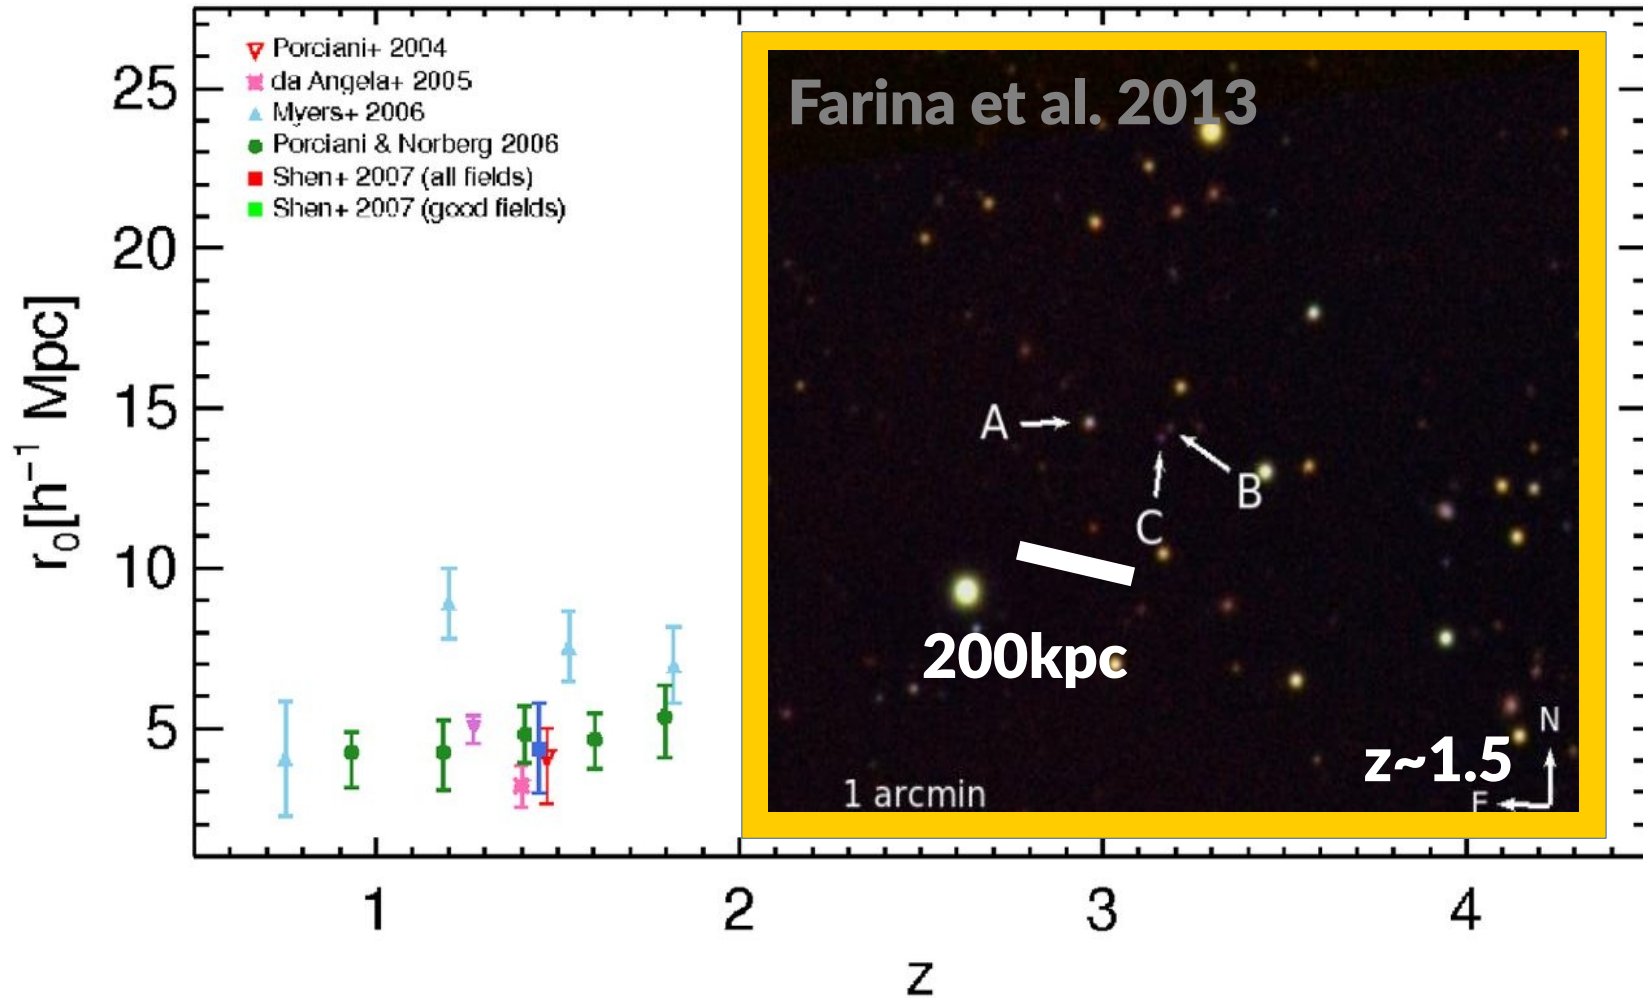 Porciani+ 2004
da Angela+ 2005
Myers+ 2006
Porciani & Norberg 2006
Shen+ 2007 (all fields)
Shen+ 2007 (good fields)
Farina et al. 2013
A
B
C
200kpc
z~1.5
N
1 arcmin
25
20
15
10
5
r₀[h⁻¹ Mpc]
1
2
3
4
z